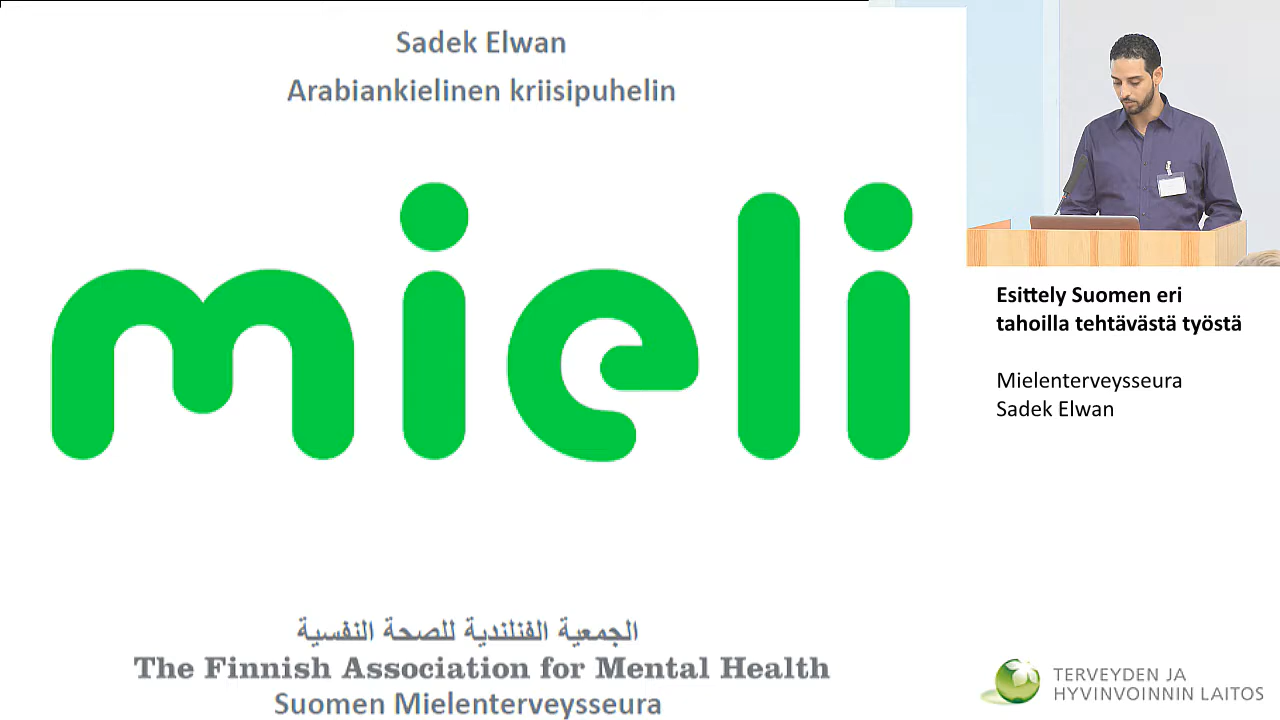 Sadek Elwan
Arabiankielinen kriisipuhelin
mieli
الجمعية الفنلندية للصحة النفسية
The Finnish Association for Mental Health
Suomen Mielenterveysseura
Esittely Suomen eri
tahoilla tehtävästä työstä
Mielenterveysseura
Sadek Elwan
TERVEYDEN JA
HYVINVOINNIN LAITOS